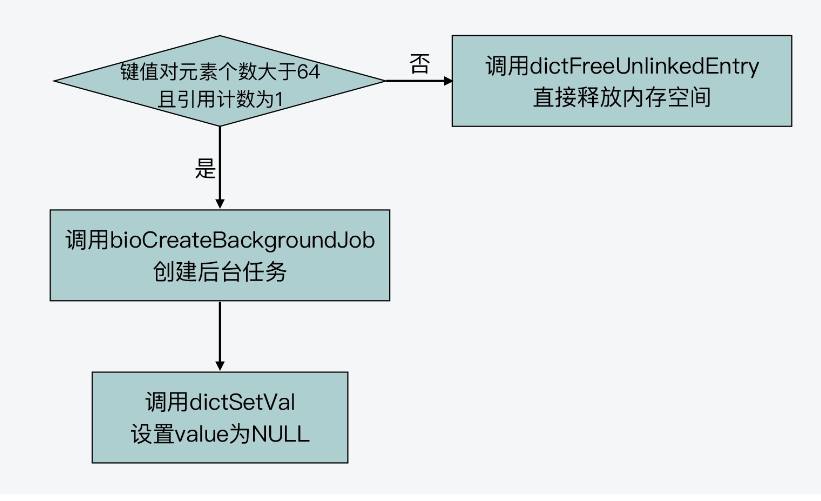 键值对元素个数大于64
且引用计数为1
否
调用dictFreeUnlinkedEntry
直接释放内存空间
是
调用bioCreateBackgroundJob
创建后台任务
调用dictSetVal
设置value为NULL